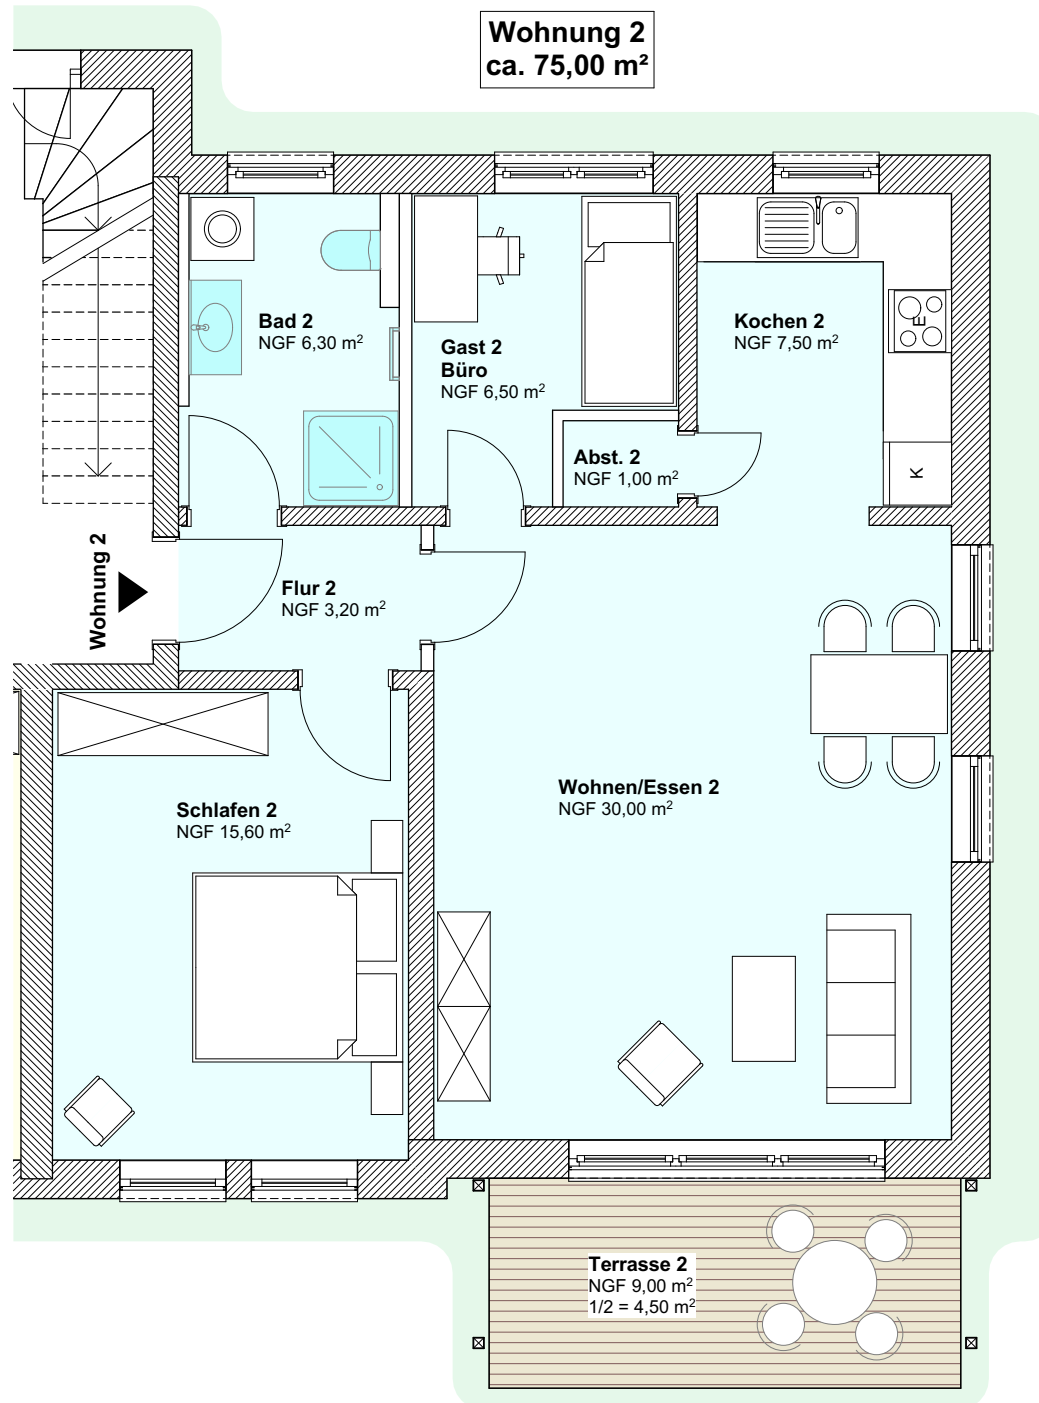 Wohnung 2
ca. 75,00 m²
Bad 2
NGF 6,30 m²
Gast 2
Büro
NGF 6,50 m²
Kochen 2
NGF 7,50 m²
E
Abst. 2
NGF 1,00 m²
K
Wohnung 2
Flur 2
NGF 3,20 m²
Schlafen 2
NGF 15,60 m²
Wohnen/Essen 2
NGF 30,00 m²
Terrasse 2
NGF 9,00 m²
1/2 = 4,50 m²